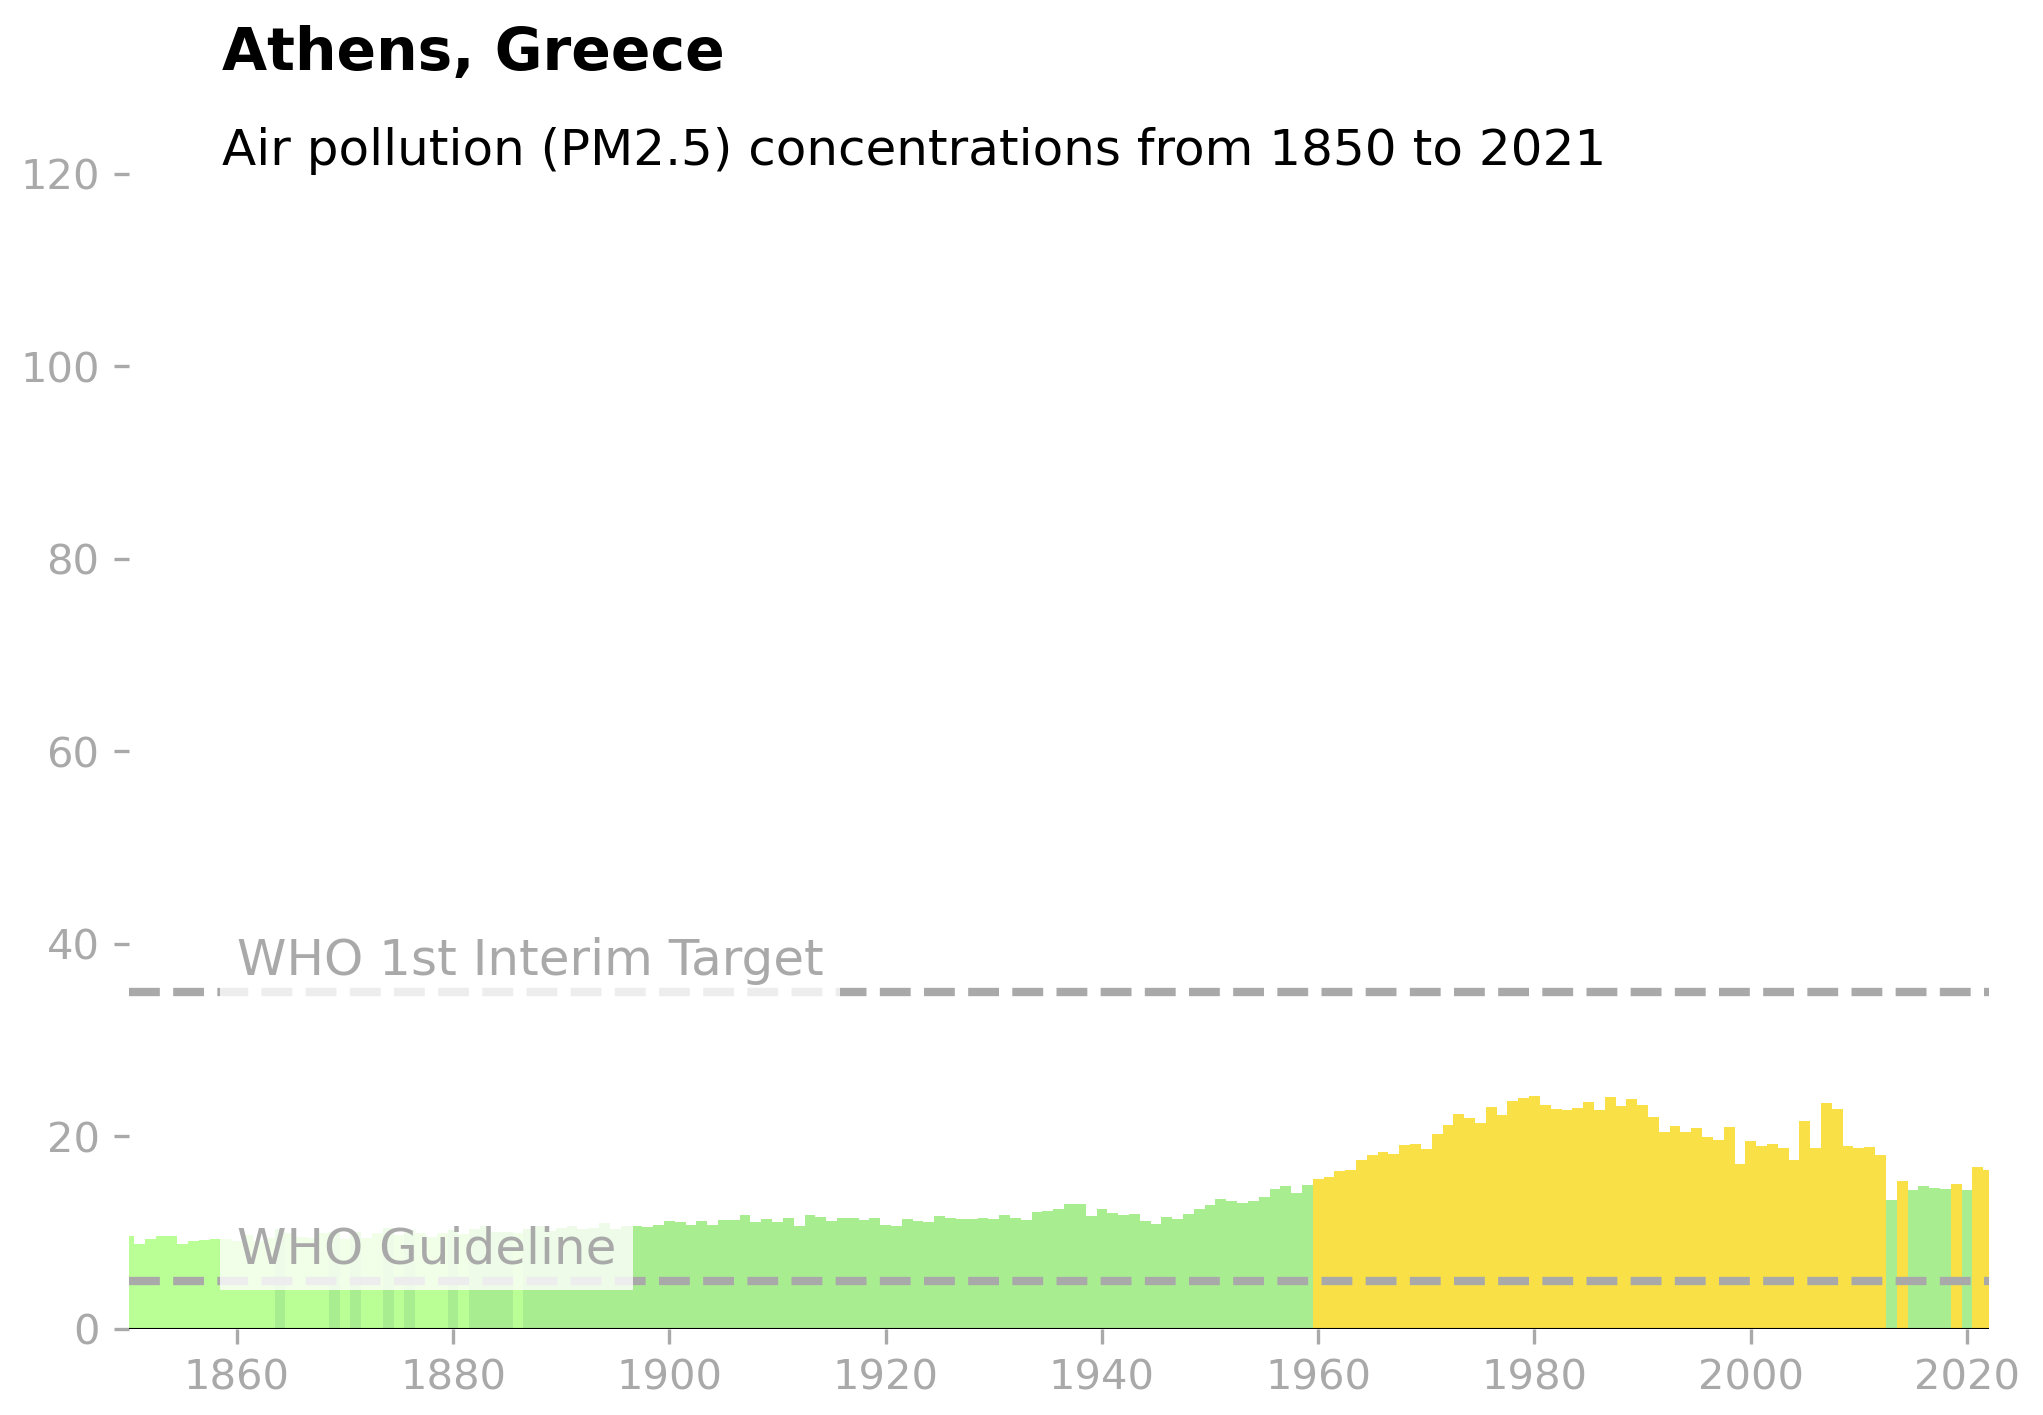 Athens, Greece
Air pollution (PM2.5) concentrations from 1850 to 2021
120
100
80
60
40
WHO 1st Interim Target
20
WHO Guideline
0
1860 1880 1900 1920 1940 1960 1980 2000 2020